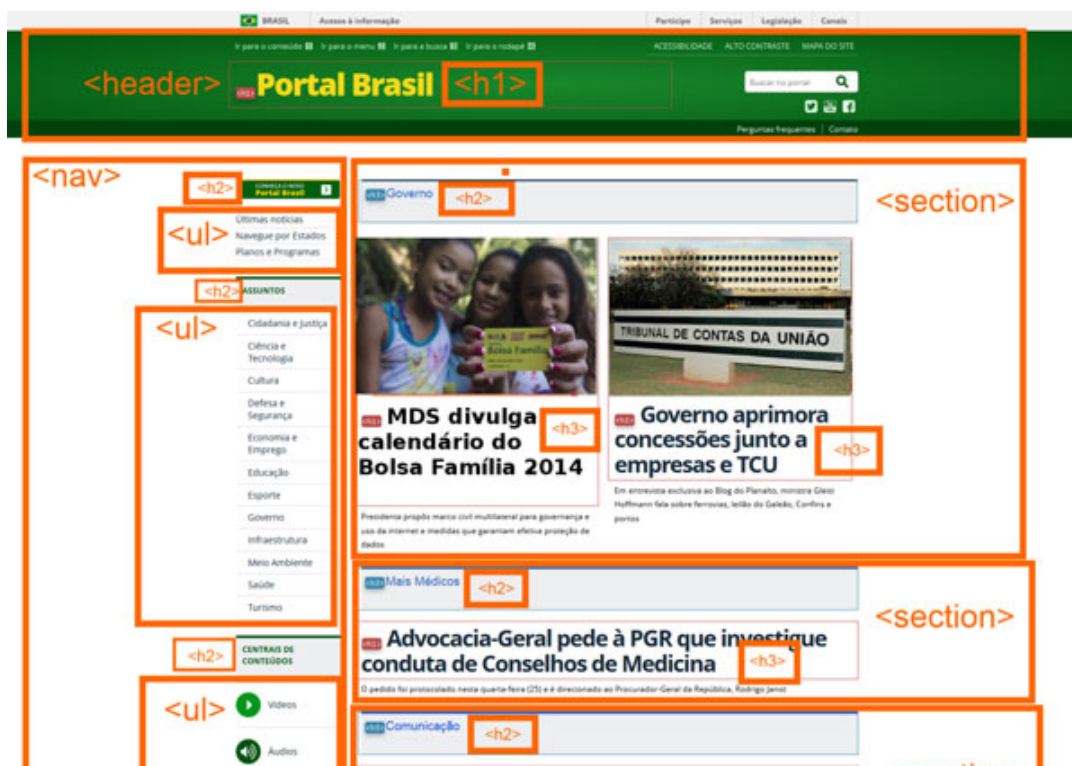 BRASIL Acesso à informação Participe Serviços Legislação Canais
Ir para o conteúdo 1 Ir para o menu 2 Ir para a busca 3 Ir para o rodapé 4 ACESSIBILIDADE ALTO CONTRASTE MAPA DO SITE
<header> <h1> Portal Brasil <h1> Buscar no portal
Perguntas frequentes Contato
<nav>
<h2> CONHEÇA O NOVO
Portal Brasil
<ul>
Últimas notícias
Navegue por Estados
Planos e Programas
<h2> ASSUNTOS
<ul>
Cidadania e Justiça
Ciência e
Tecnologia
Cultura
Defesa e
Segurança
Economia e
Emprego
Educação
Esporte
Governo
Infraestrutura
Meio Ambiente
Saúde
Turismo
<h2> CENTRAIS DE
CONTEÚDOS
<ul>
Vídeos
Áudios
Governo <h2> <section>
Bolsa Família
TRIBUNAL DE CONTAS DA UNIÃO
MDS divulga
calendário do
Bolsa Família 2014
<h3>
Presidenta propôs marco civil multilateral para governança e
uso da internet e medidas que garantam efetiva proteção de
dados
Governo aprimora
concessões junto a
empresas e TCU
<h3>
Em entrevista exclusiva ao Blog do Planalto, ministra Gleisi
Hoffmann fala sobre ferrovias, leilão do Galeão, Confins e
portos
Mais Médicos <h2> <section>
Advocacia-Geral pede à PGR que investigue
conduta de Conselhos de Medicina <h3>
O pedido foi protocolado nesta quarta-feira (25) e é direcionado ao Procurador-Geral da República, Rodrigo Janot
Comunicação <h2>